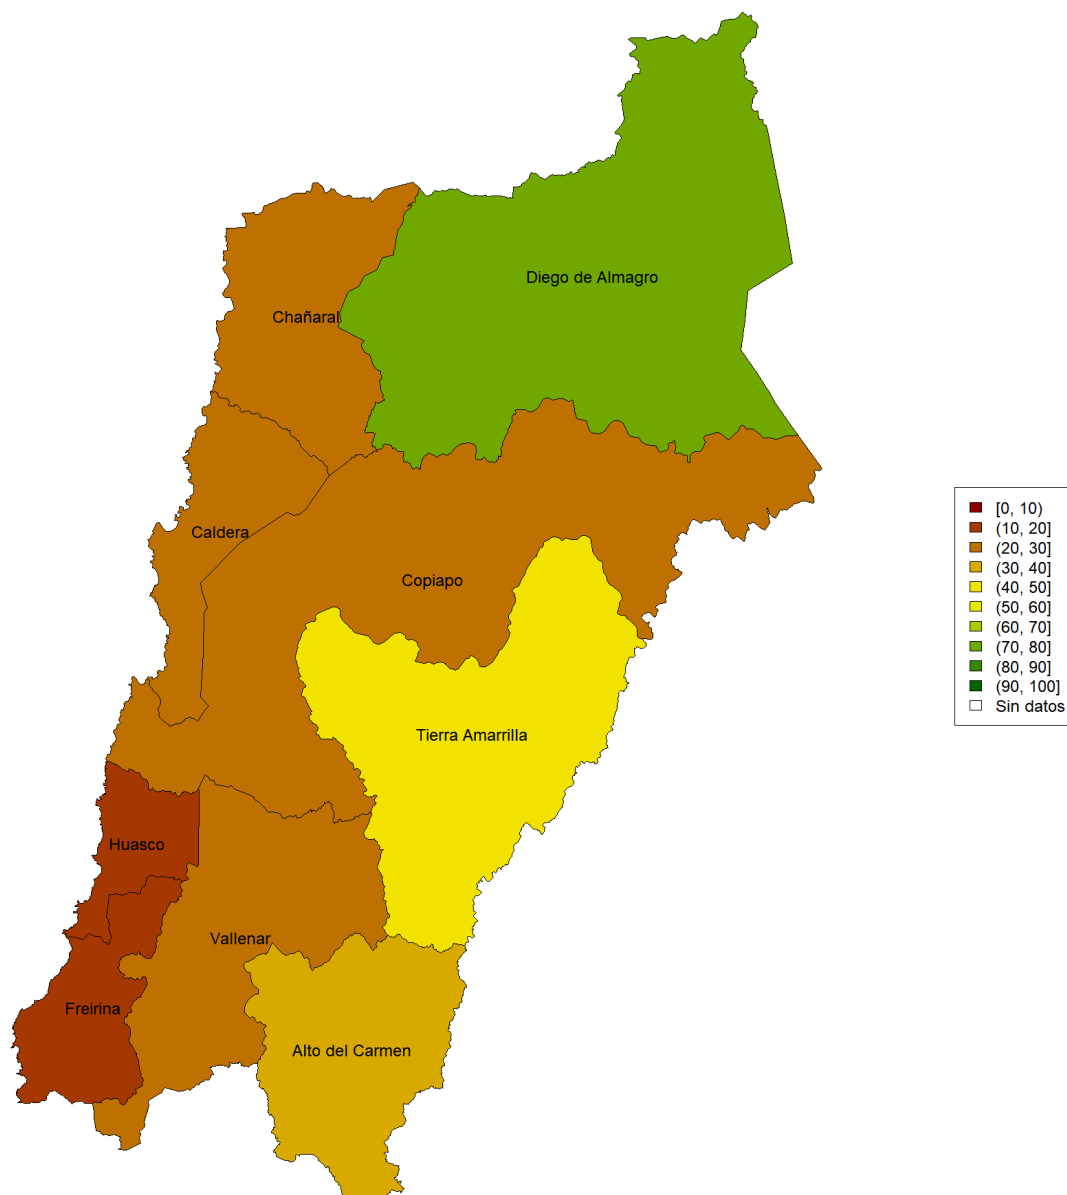 Diego de Almagro
Chañaral
Caldera
Copiapo
Tierra Amarrilla
Huasco
Vallenar
Freirina
Alto del Carmen
[0, 10)
(10, 20]
(20, 30]
(30, 40]
(40, 50]
(50, 60]
(60, 70]
(70, 80]
(80, 90]
(90, 100]
Sin datos